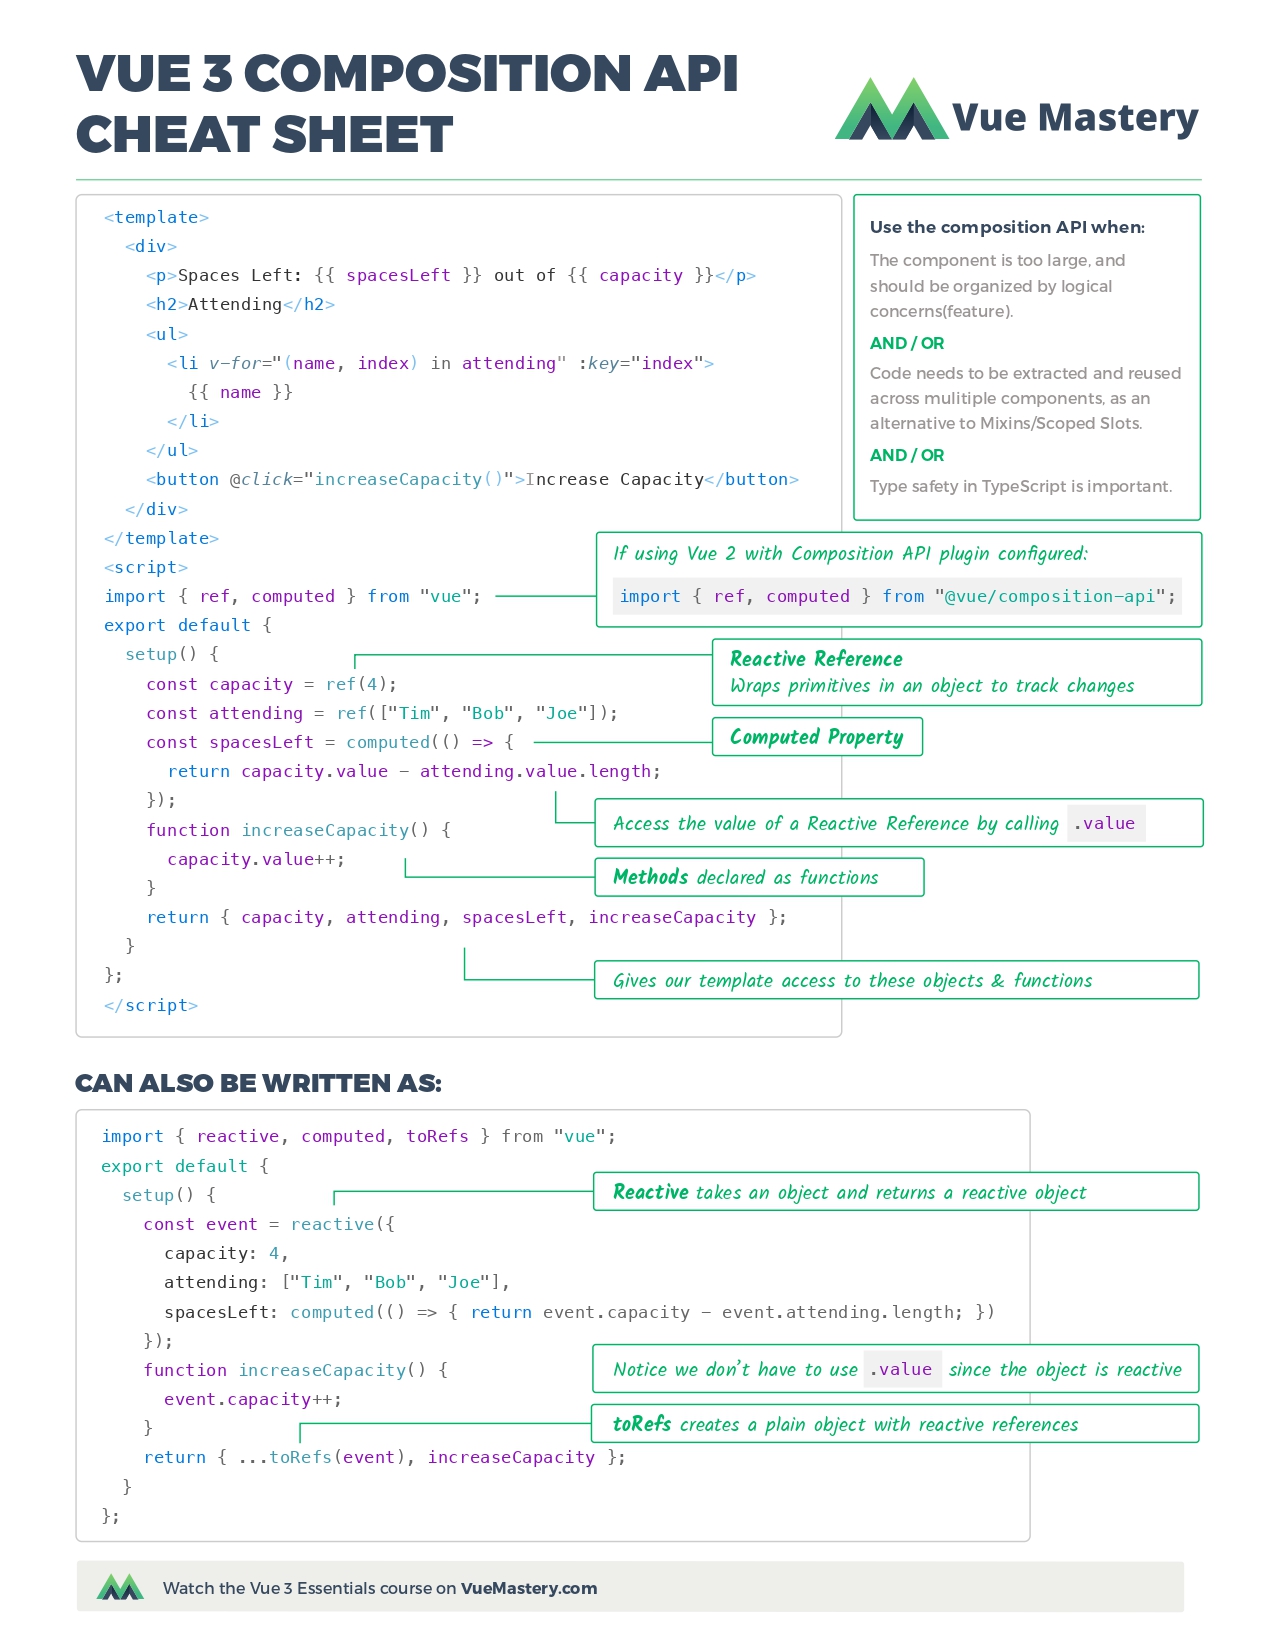 VUE 3 COMPOSITION API
CHEAT SHEET
Vue Mastery
<template>
<div>
<p>Spaces Left: {{ spacesLeft }} out of {{ capacity }}</p>
<h2>Attending</h2>
<ul>
<li v-for="(name, index) in attending" :key="index">
{{ name }}
</li>
</ul>
<button @click="increaseCapacity()">Increase Capacity</button>
</div>
</template>
<script>
import { ref, computed } from "vue";
export default {
setup() {
const capacity = ref(4);
const attending = ref(["Tim", "Bob", "Joe"]);
const spacesLeft = computed(() => {
return capacity.value - attending.value.length;
});
function increaseCapacity() {
capacity.value++;
}
return { capacity, attending, spacesLeft, increaseCapacity };
}
};
</script>
Use the composition API when:
The component is too large, and
should be organized by logical
concerns(feature).
AND / OR
Code needs to be extracted and reused
across mulitiple components, as an
alternative to Mixins/Scoped Slots.
AND / OR
Type safety in TypeScript is important.
If using Vue 2 with Composition API plugin configured:
import { ref, computed } from "@vue/composition-api";
Reactive Reference
Wraps primitives in an object to track changes
Computed Property
Access the value of a Reactive Reference by calling .value
Methods declared as functions
Gives our template access to these objects & functions
CAN ALSO BE WRITTEN AS:
import { reactive, computed, toRefs } from "vue";
export default {
setup() {
const event = reactive({
capacity: 4,
attending: ["Tim", "Bob", "Joe"],
spacesLeft: computed(() => { return event.capacity - event.attending.length; })
});
function increaseCapacity() {
event.capacity++;
}
return { ...toRefs(event), increaseCapacity };
}
};
Reactive takes an object and returns a reactive object
Notice we don't have to use .value since the object is reactive
toRefs creates a plain object with reactive references
Watch the Vue 3 Essentials course on VueMastery.com